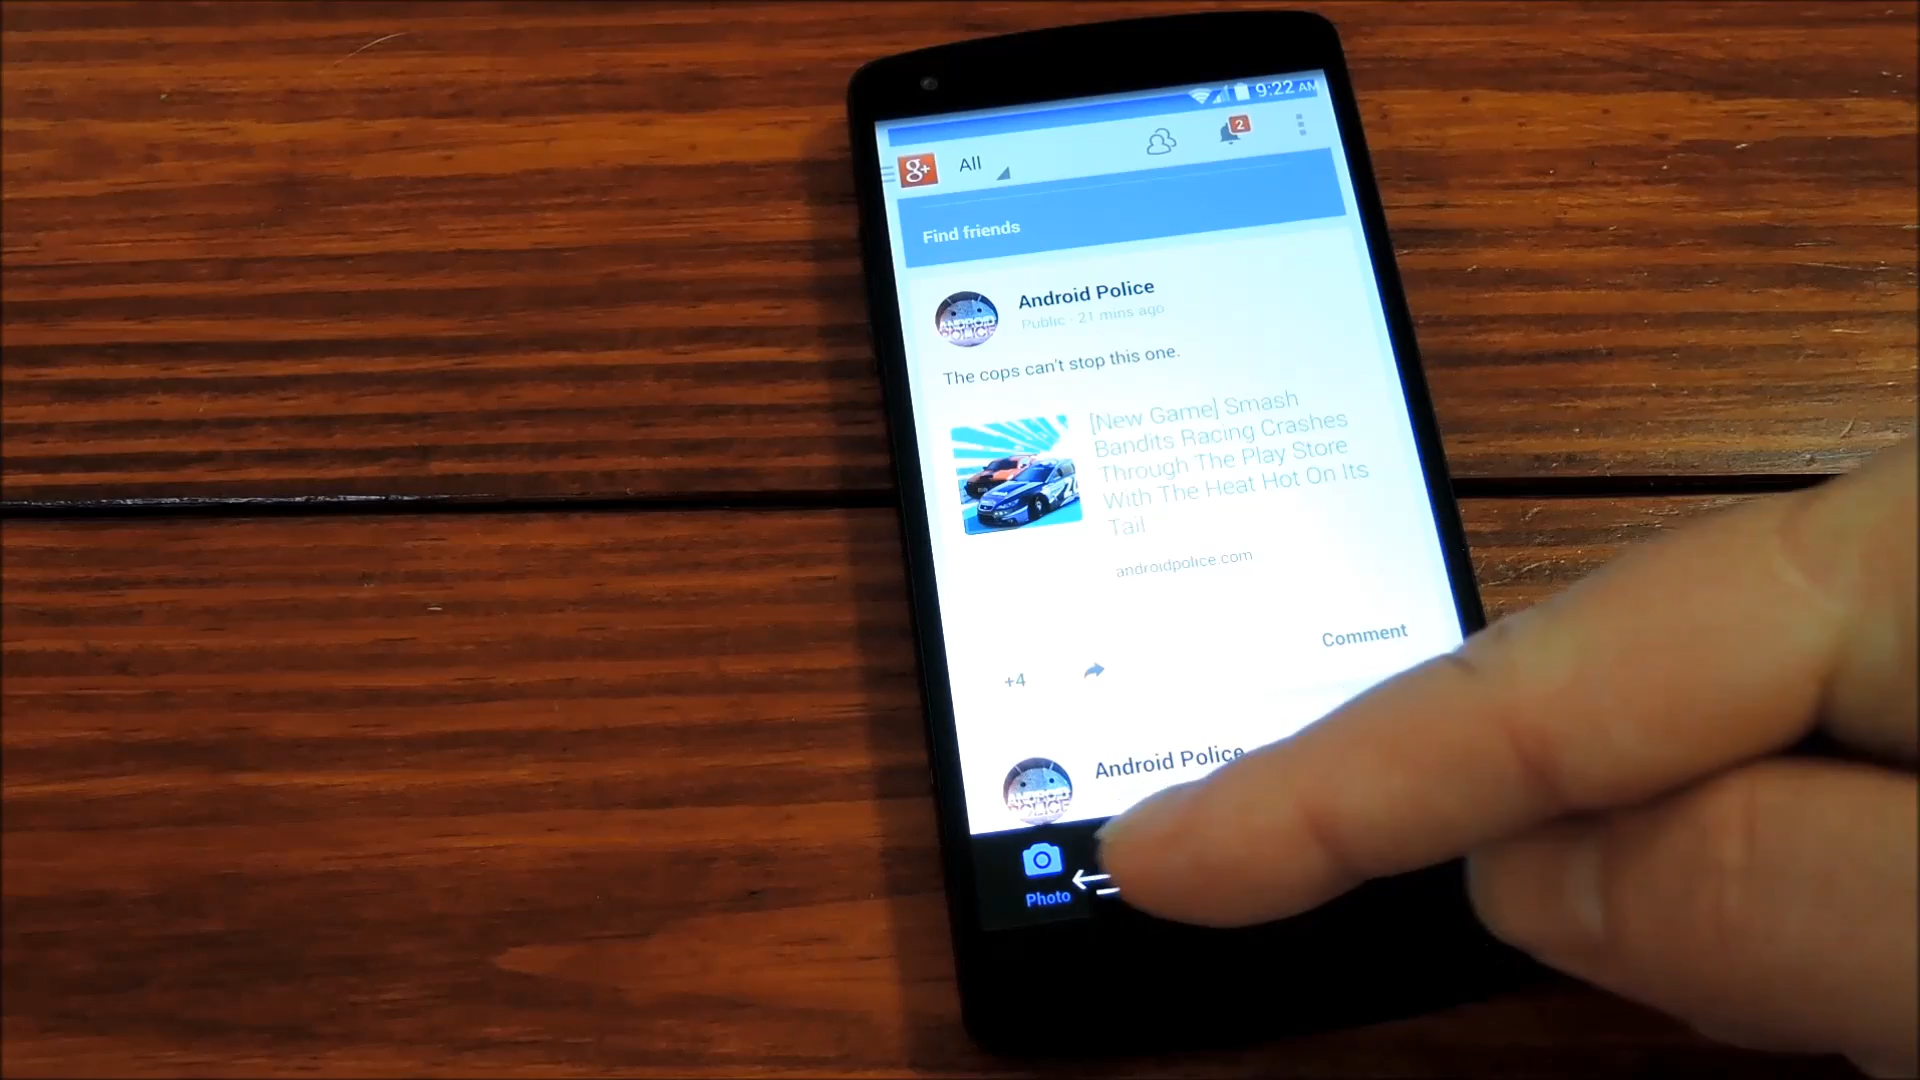 9:22 AM
g+ All 2
Find friends
Android Police
Public · 21 mins ago
The cops can't stop this one.
[New Game] Smash
Bandits Racing Crashes
Through The Play Store
With The Heat Hot On Its
Tail
androidpolice.com
+4 Comment
Android Police
ANDROID
POLICE
Photo